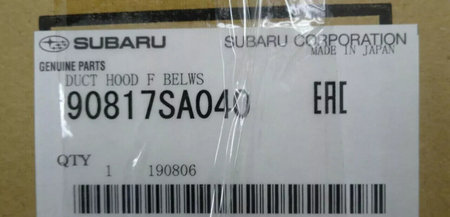 SUBARU SUBARU CORPORATION
MADE IN JAPAN
GENUINE PARTS
DUCT HOOD F BELWS
90817SA040 EAC
QTY
1 190806